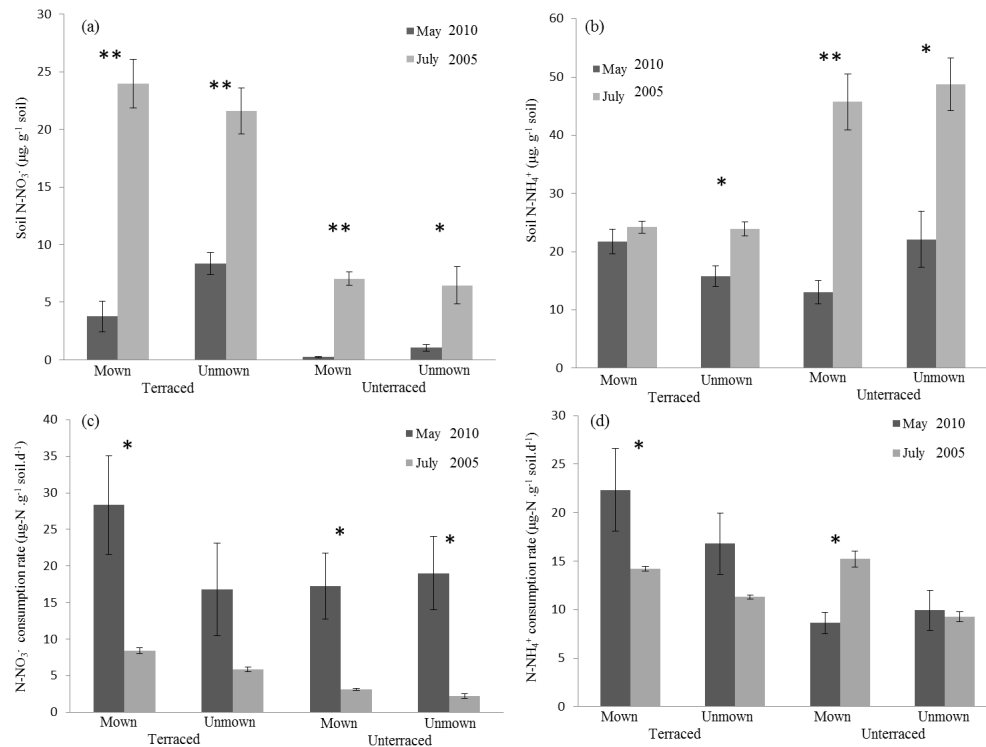 (a)
May 2010
July 2005
Soil N-NO₃⁻ (µg. g⁻¹ soil)
30
25
20
15
10
5
0
**
**
**
*
Mown
Unmown
Mown
Unmown
Terraced
Unterraced
(b)
May 2010
July 2005
Soil N-NH₄⁺ (µg. g⁻¹ soil)
60
50
40
30
20
10
0
*
**
*
Mown
Unmown
Mown
Unmown
Terraced
Unterraced
(c)
May 2010
July 2005
N-NO₃⁻ consumption rate (µg-N .g⁻¹ soil.d⁻¹)
40
35
30
25
20
15
10
5
0
*
*
*
Mown
Unmown
Mown
Unmown
Terraced
Unterraced
(d)
May 2010
July 2005
N-NH₄⁺ consumption rate (µg-N .g⁻¹ soil.d⁻¹)
30
25
20
15
10
5
0
*
*
Mown
Unmown
Mown
Unmown
Terraced
Unterraced